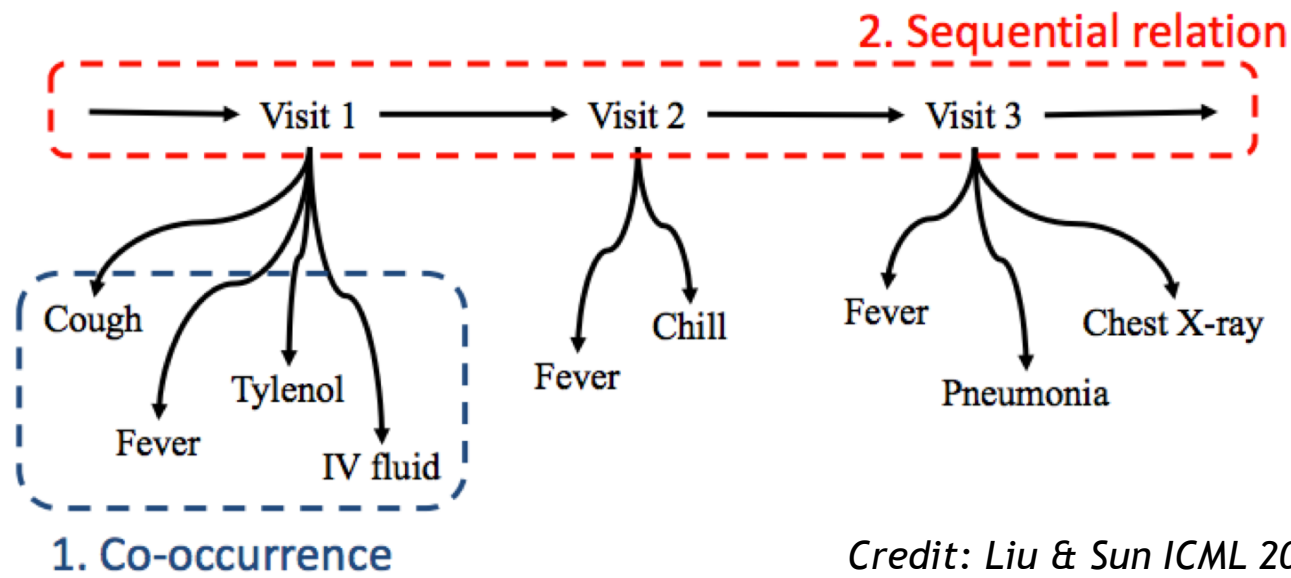 2. Sequential relation
Visit 1
Visit 2
Visit 3
Cough
Fever
Tylenol
IV fluid
Fever
Chill
Fever
Pneumonia
Chest X-ray
1. Co-occurrence
Credit: Liu & Sun ICML 20